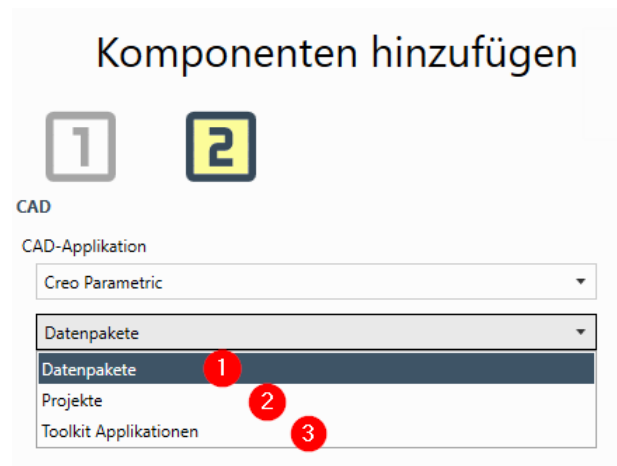 Komponenten hinzufügen
1 2
CAD
CAD-Applikation
Creo Parametric
Datenpakete
Datenpakete 1
Projekte 2
Toolkit Applikationen 3